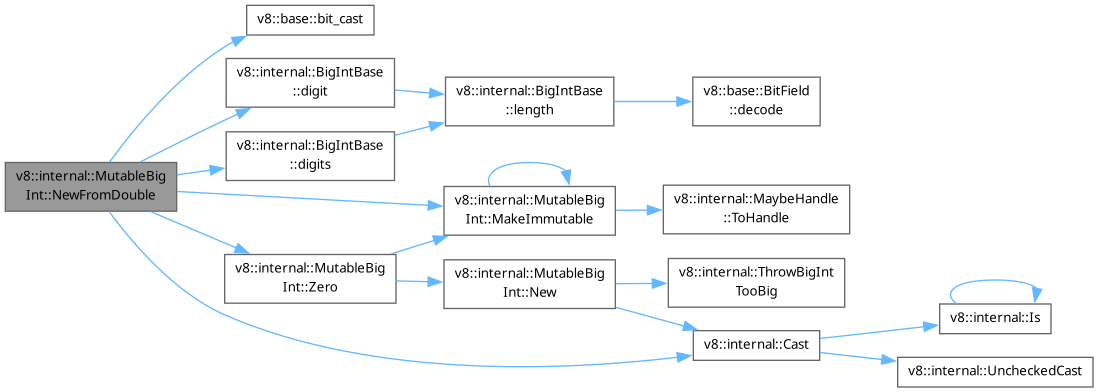 v8::base::bit_cast
v8::internal::BigIntBase
::digit
v8::internal::BigIntBase
::length
v8::base::BitField
::decode
v8::internal::BigIntBase
::digits
v8::internal::MutableBig
Int::NewFromDouble
v8::internal::MutableBig
Int::MakeImmutable
v8::internal::MaybeHandle
::ToHandle
v8::internal::MutableBig
Int::Zero
v8::internal::MutableBig
Int::New
v8::internal::ThrowBigInt
TooBig
v8::internal::Is
v8::internal::Cast
v8::internal::UncheckedCast